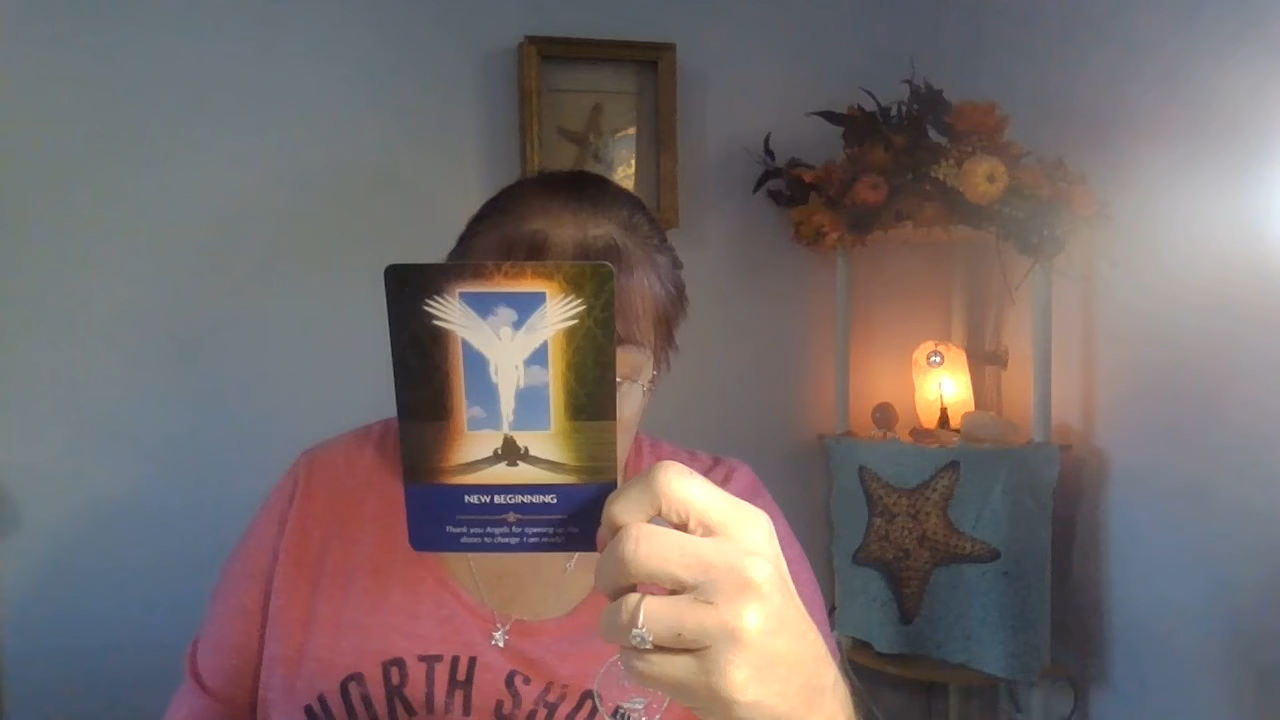 NEW BEGINNING
Thank you Angels for opening up the
doors to change. I am ready!
NORTH SHO